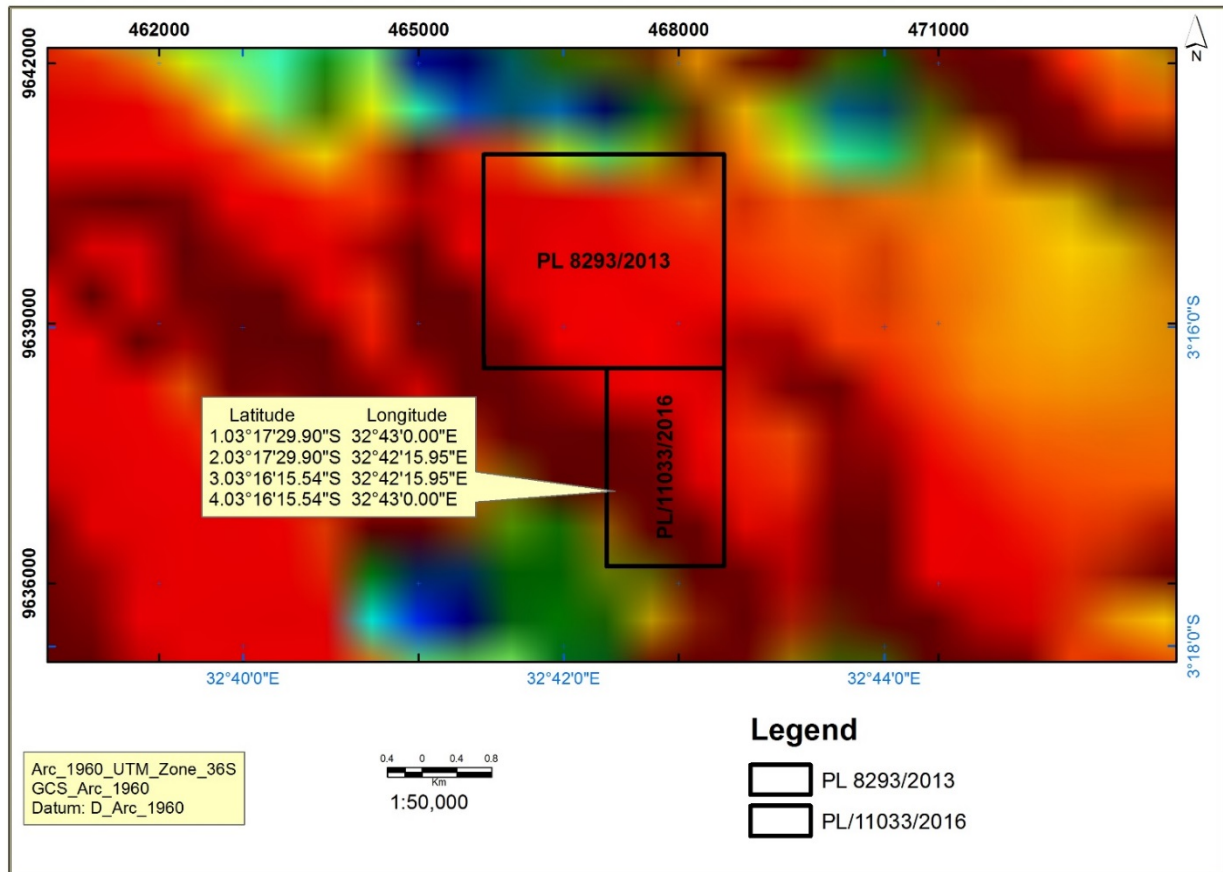 462000 465000 468000 471000
N
9642000
9639000
9636000
PL 8293/2013
PL/11033/2016
Latitude Longitude
1.03°17'29.90"S 32°43'0.00"E
2.03°17'29.90"S 32°42'15.95"E
3.03°16'15.54"S 32°42'15.95"E
4.03°16'15.54"S 32°43'0.00"E
3°16'0"S
3°18'0"S
32°40'0"E 32°42'0"E 32°44'0"E
Arc_1960_UTM_Zone_36S
GCS_Arc_1960
Datum: D_Arc_1960
0.4 0 0.4 0.8
Km
1:50,000
Legend
PL 8293/2013
PL/11033/2016